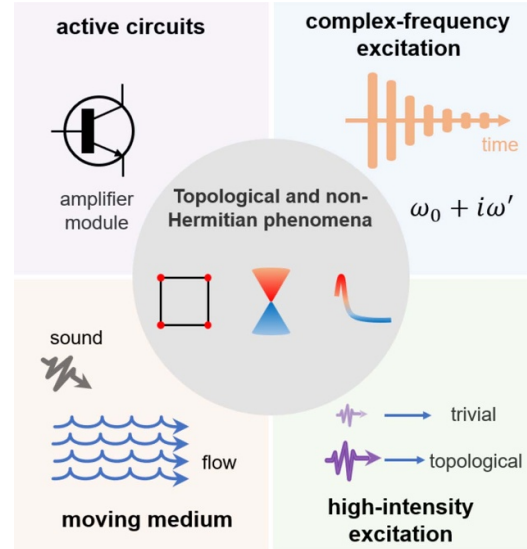 active circuits
amplifier
module
complex-frequency
excitation
time
ω₀ + iω′
Topological and non-
Hermitian phenomena
sound
flow
moving medium
trivial
topological
high-intensity
excitation